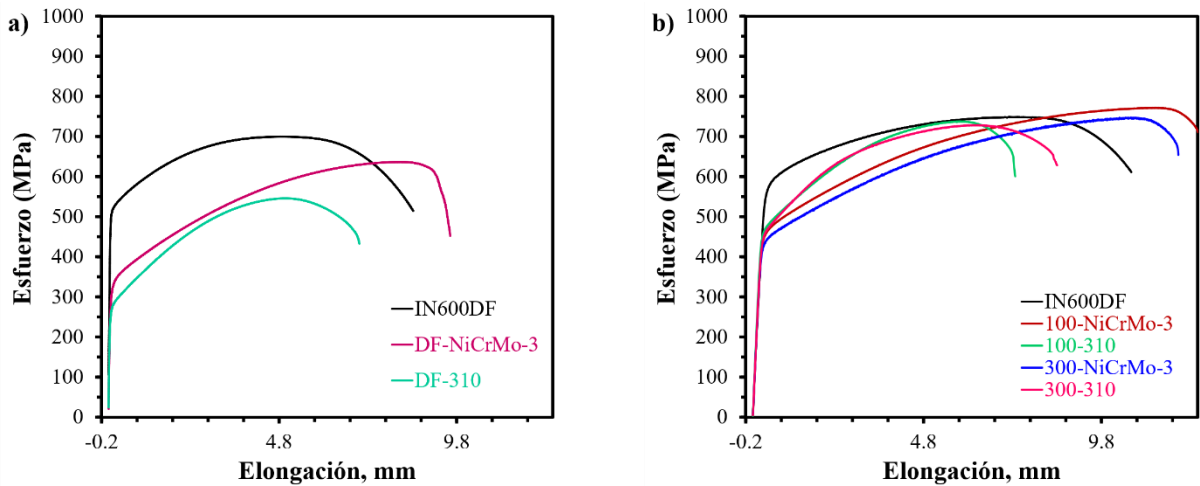 a)
1000
900
800
700
600
500
400
300
200
100
0
Esfuerzo (MPa)
IN600DF
DF-NiCrMo-3
DF-310
-0.2
4.8
9.8
Elongación, mm
b)
1000
900
800
700
600
500
400
300
200
100
0
Esfuerzo (MPa)
IN600DF
100-NiCrMo-3
100-310
300-NiCrMo-3
300-310
-0.2
4.8
9.8
Elongación, mm